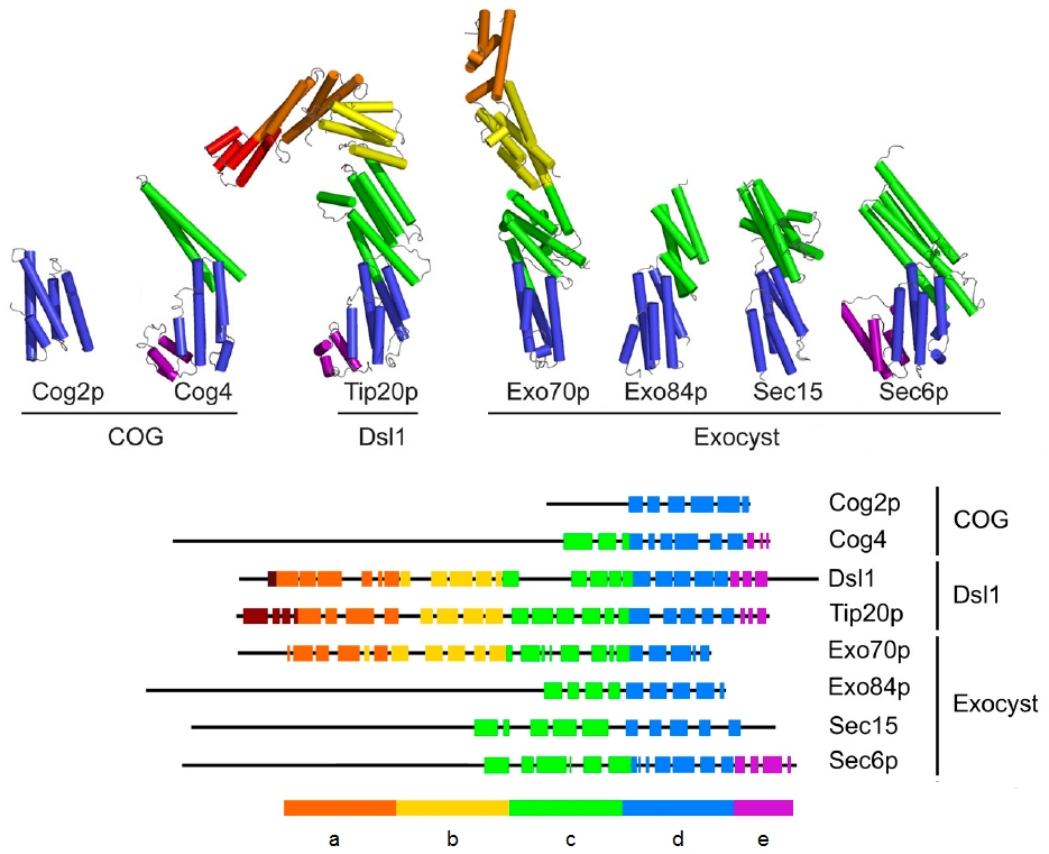 Cog2p Cog4 Tip20p Exo70p Exo84p Sec15 Sec6p
COG Dsl1 Exocyst
Cog2p
COG
Cog4
Dsl1
Dsl1
Tip20p
Exo70p
Exo84p
Exocyst
Sec15
Sec6p
a b c d e